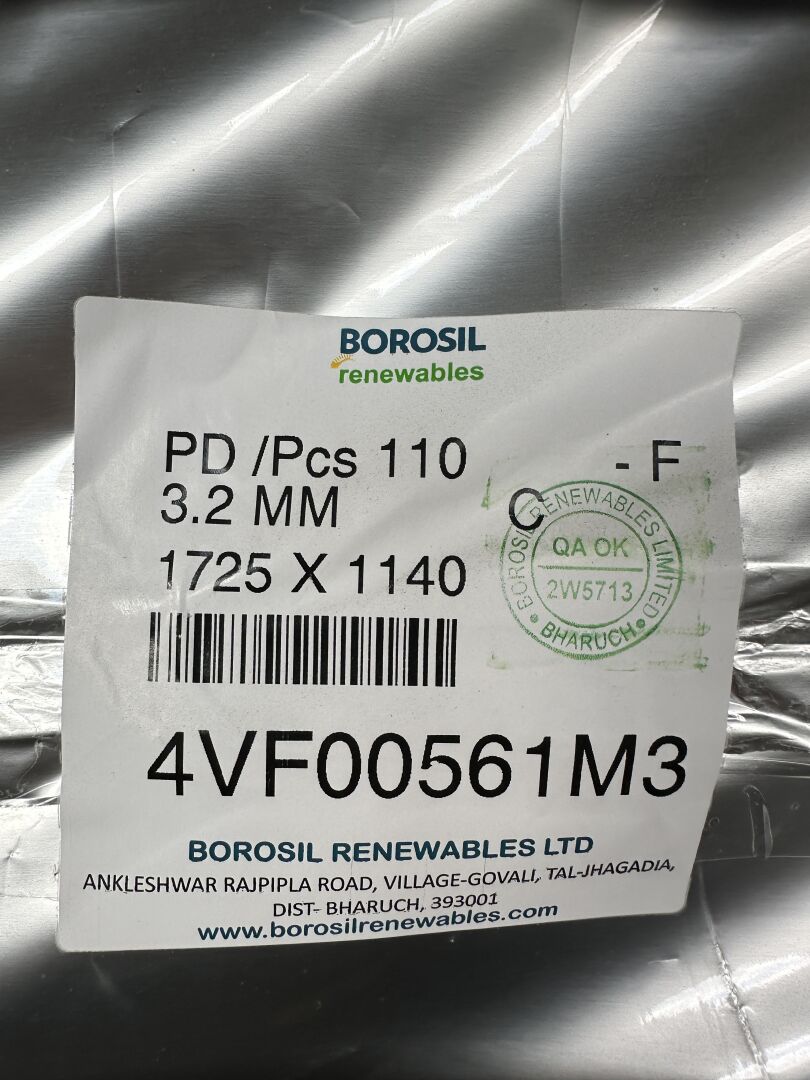 BOROSIL
renewables
PD /Pcs 110 - F
3.2 MM C
1725 X 1140
BOROSIL RENEWABLES LIMITED
QA OK
2W5713
• BHARUCH •
4VF00561M3
BOROSIL RENEWABLES LTD
ANKLESHWAR RAJPIPLA ROAD, VILLAGE-GOVALI, TAL-JHAGADIA,
DIST- BHARUCH, 393001
www.borosilrenewables.com